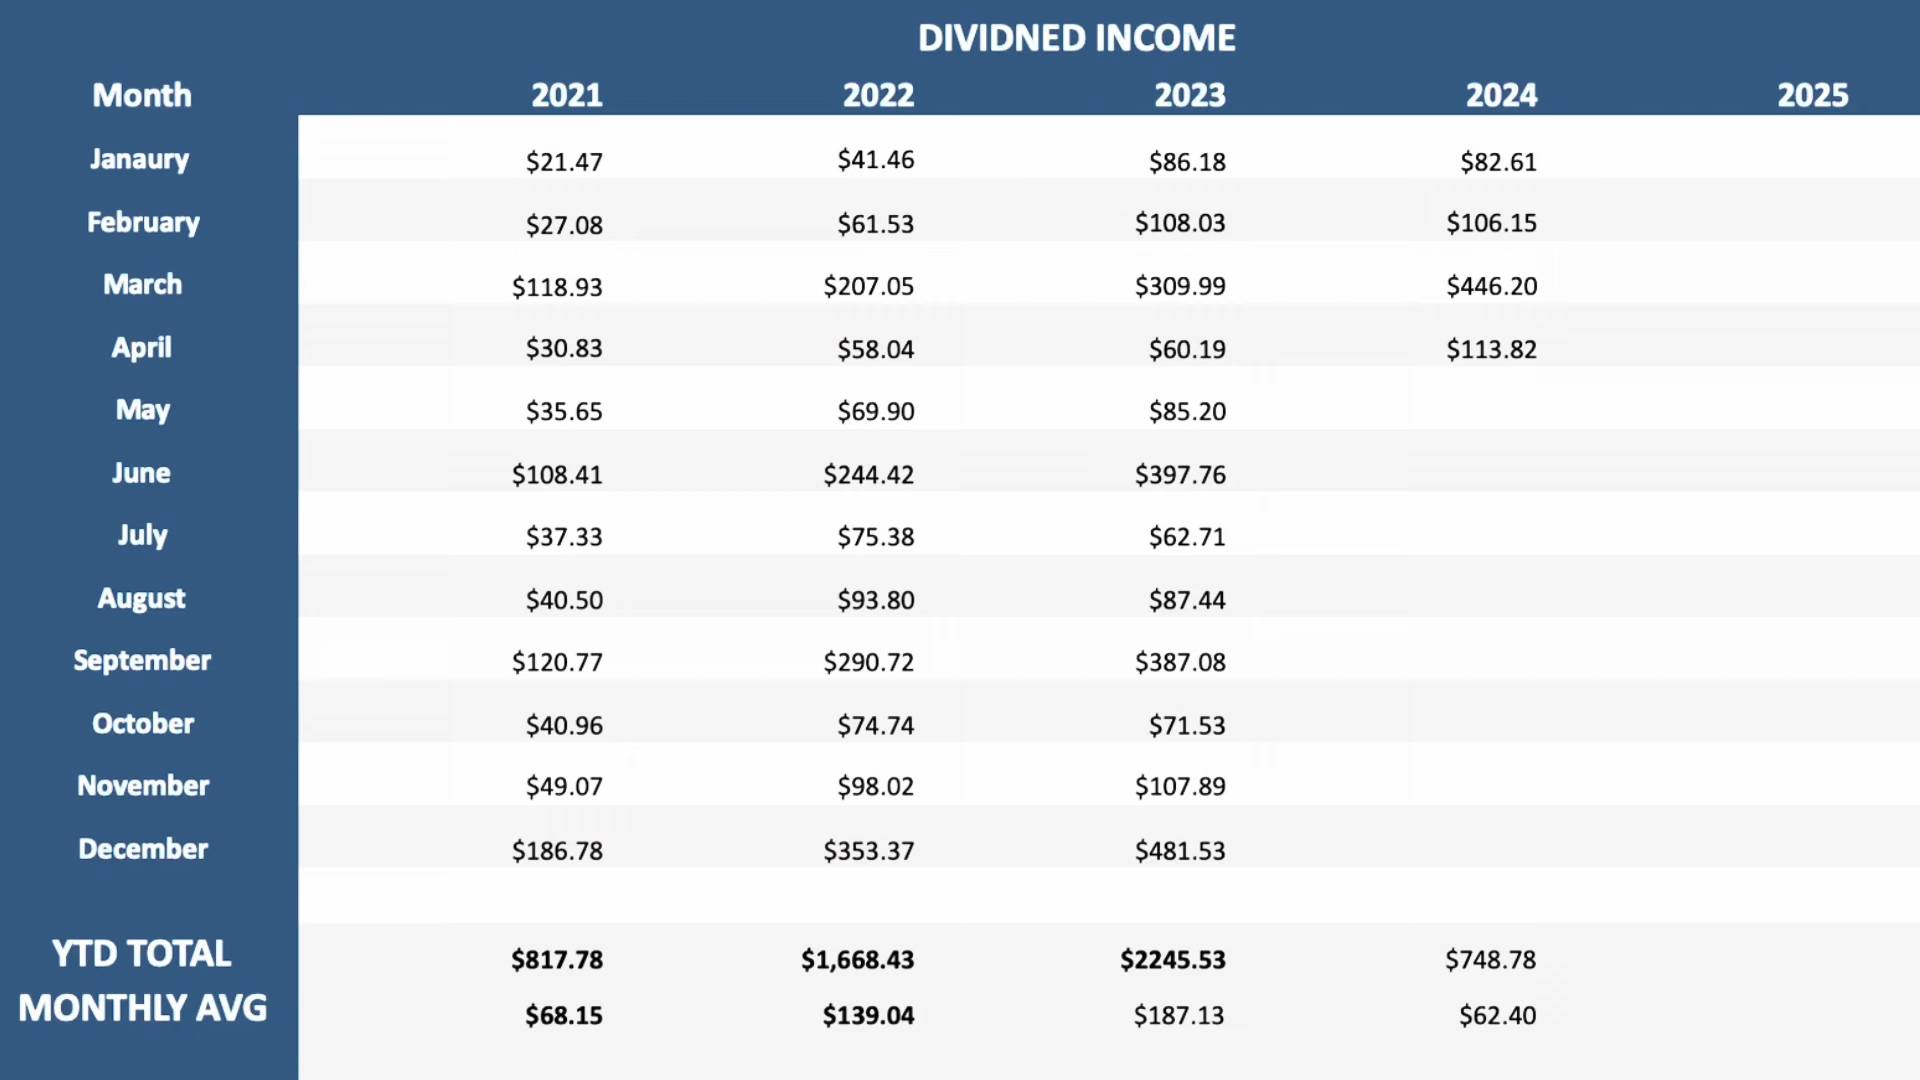 DIVIDNED INCOME
Month 2021 2022 2023 2024 2025
Janaury $21.47 $41.46 $86.18 $82.61
February $27.08 $61.53 $108.03 $106.15
March $118.93 $207.05 $309.99 $446.20
April $30.83 $58.04 $60.19 $113.82
May $35.65 $69.90 $85.20
June $108.41 $244.42 $397.76
July $37.33 $75.38 $62.71
August $40.50 $93.80 $87.44
September $120.77 $290.72 $387.08
October $40.96 $74.74 $71.53
November $49.07 $98.02 $107.89
December $186.78 $353.37 $481.53
YTD TOTAL $817.78 $1,668.43 $2245.53 $748.78
MONTHLY AVG $68.15 $139.04 $187.13 $62.40